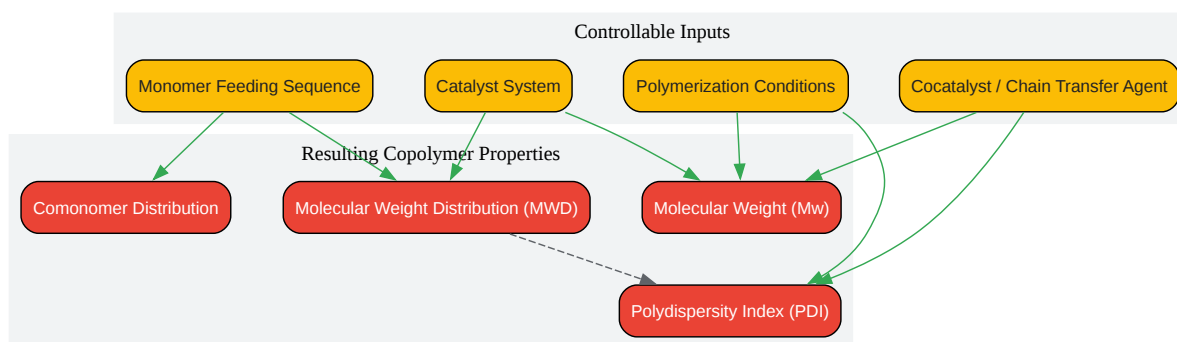 Controllable Inputs
Monomer Feeding Sequence
Catalyst System
Polymerization Conditions
Cocatalyst / Chain Transfer Agent
Resulting Copolymer Properties
Comonomer Distribution
Molecular Weight Distribution (MWD)
Molecular Weight (Mw)
Polydispersity Index (PDI)